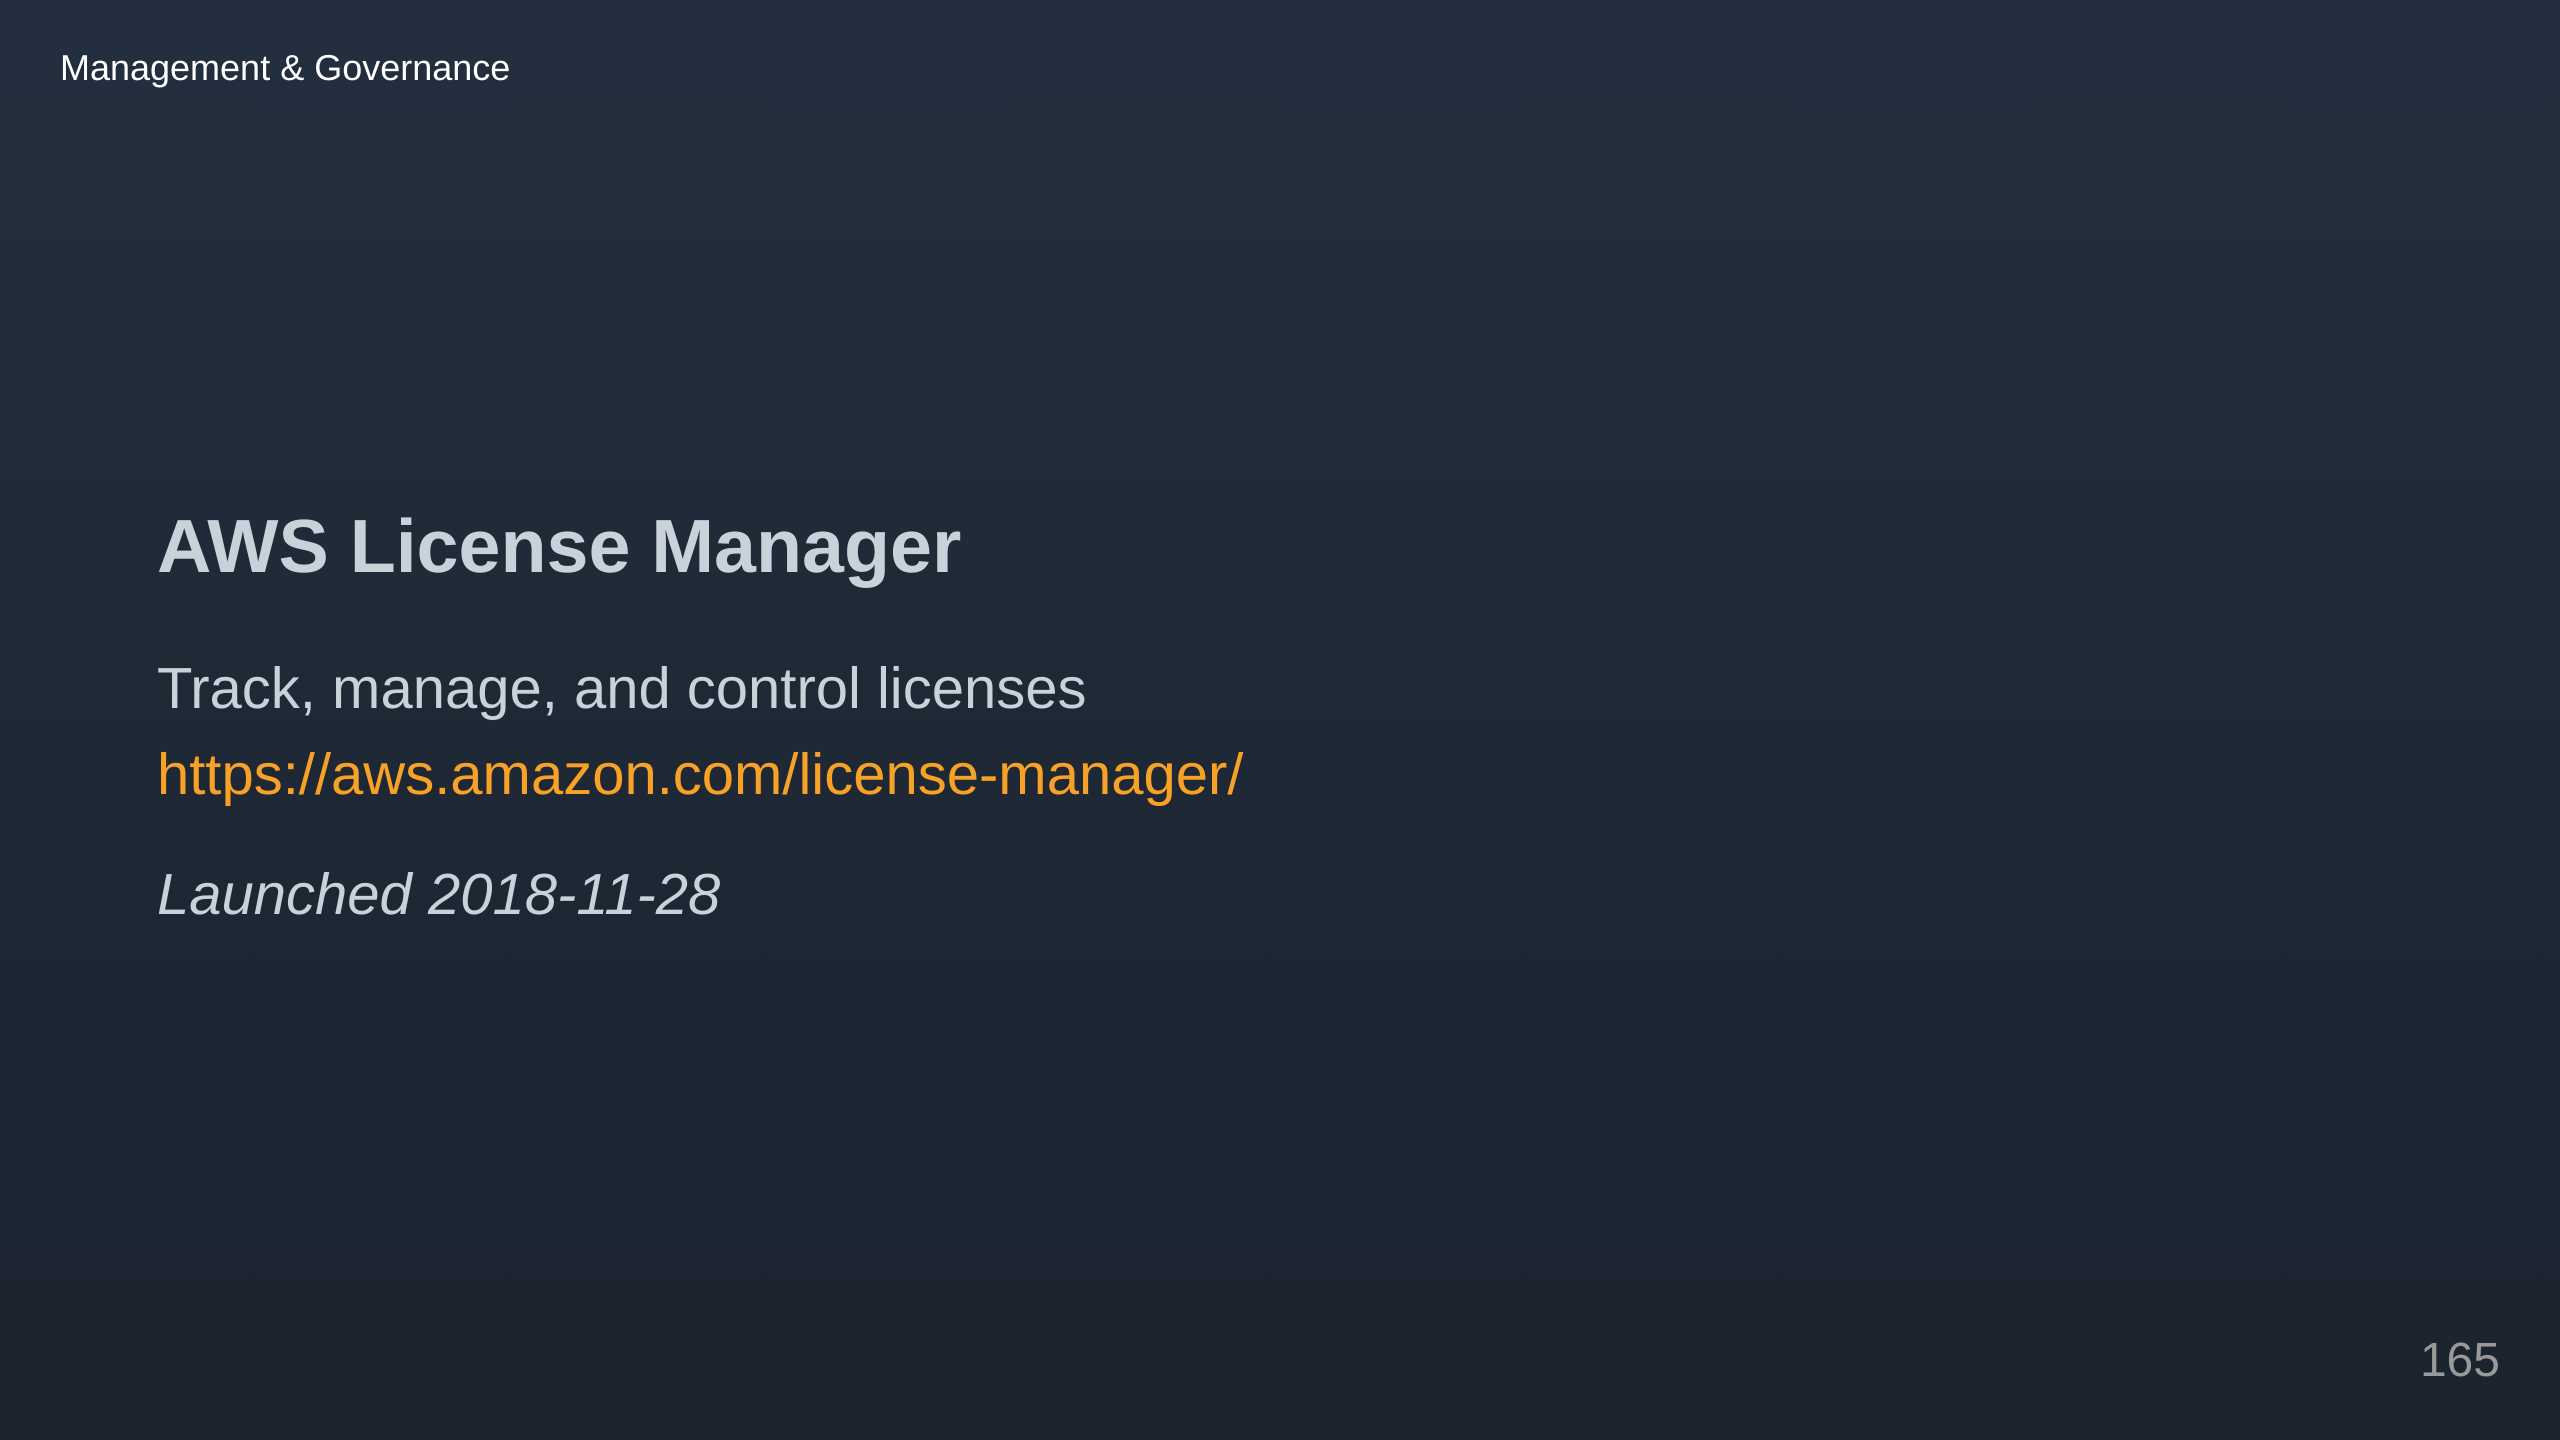 Management & Governance
AWS License Manager
Track, manage, and control licenses
https://aws.amazon.com/license-manager/
Launched 2018-11-28
165